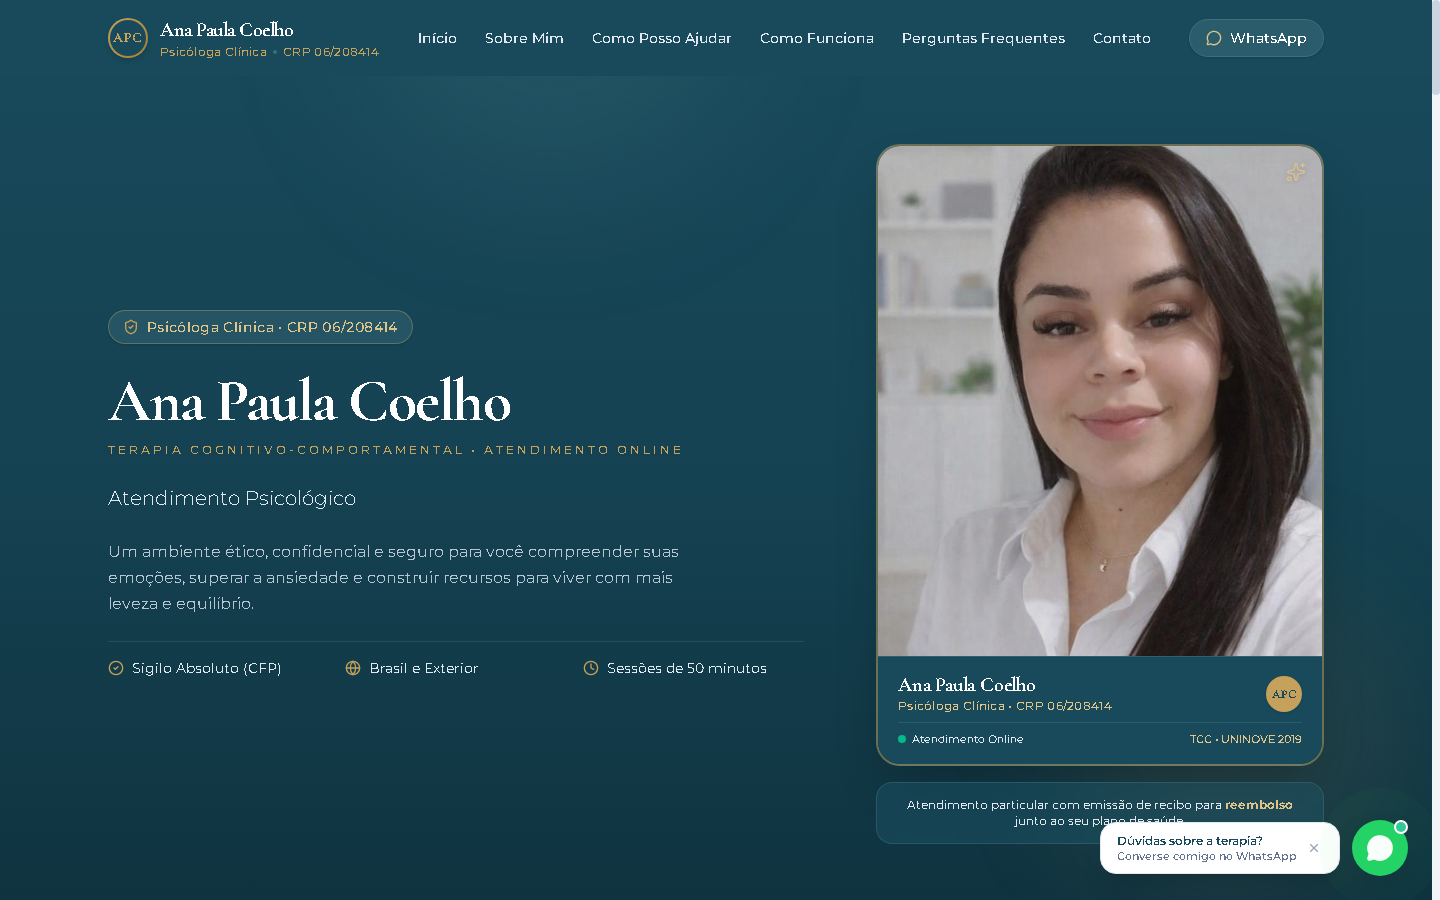 APC
Ana Paula Coelho
Psicóloga Clínica • CRP 06/208414
Início
Sobre Mim
Como Posso Ajudar
Como Funciona
Perguntas Frequentes
Contato
WhatsApp
Psicóloga Clínica • CRP 06/208414
Ana Paula Coelho
TERAPIA COGNITIVO-COMPORTAMENTAL • ATENDIMENTO ONLINE
Atendimento Psicológico
Um ambiente ético, confidencial e seguro para você compreender suas
emoções, superar a ansiedade e construir recursos para viver com mais
leveza e equilíbrio.
Sigilo Absoluto (CFP)
Brasil e Exterior
Sessões de 50 minutos
Ana Paula Coelho
Psicóloga Clínica • CRP 06/208414
APC
Atendimento Online
TCC • UNINOVE 2019
Atendimento particular com emissão de recibo para reembolso
junto ao seu plano de saúde
Dúvidas sobre a terapia?
Converse comigo no WhatsApp